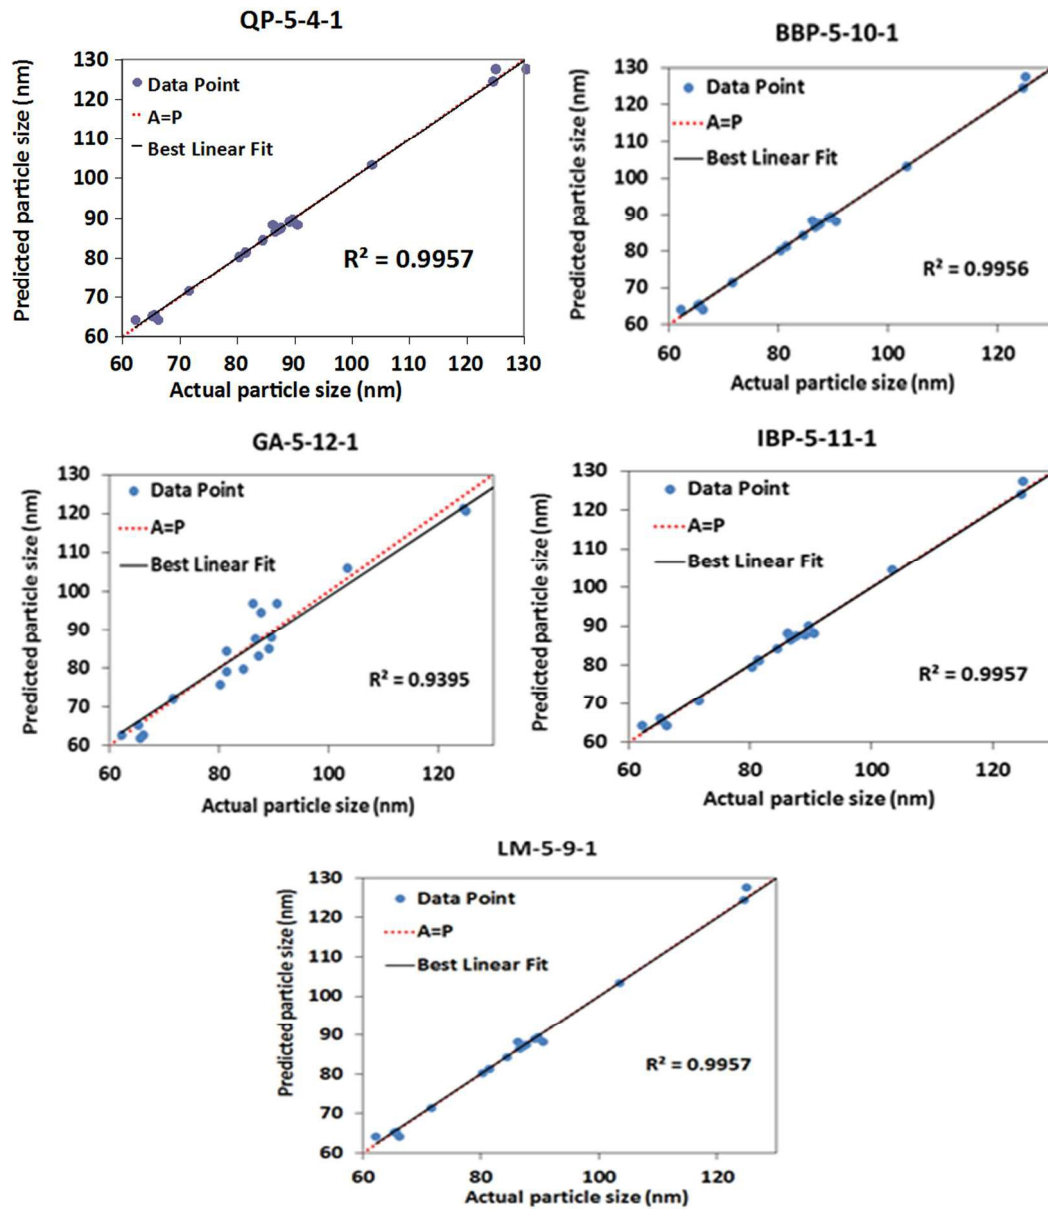 QP-5-4-1
130
120
110
100
90
80
70
60
Predicted particle size (nm)
Data Point
A=P
Best Linear Fit
R² = 0.9957
60 70 80 90 100 110 120 130
Actual particle size (nm)
BBP-5-10-1
130
120
110
100
90
80
70
60
Predicted particle size (nm)
Data Point
A=P
Best Linear Fit
R² = 0.9956
60 80 100 120
Actual particle size (nm)
GA-5-12-1
130
120
110
100
90
80
70
60
Predicted particle size (nm)
Data Point
A=P
Best Linear Fit
R² = 0.9395
60 80 100 120
Actual particle size (nm)
IBP-5-11-1
130
120
110
100
90
80
70
60
Predicted particle size (nm)
Data Point
A=P
Best Linear Fit
R² = 0.9957
60 80 100 120
Actual particle size (nm)
LM-5-9-1
130
120
110
100
90
80
70
60
Predicted particle size (nm)
Data Point
A=P
Best Linear Fit
R² = 0.9957
60 80 100 120
Actual particle size (nm)